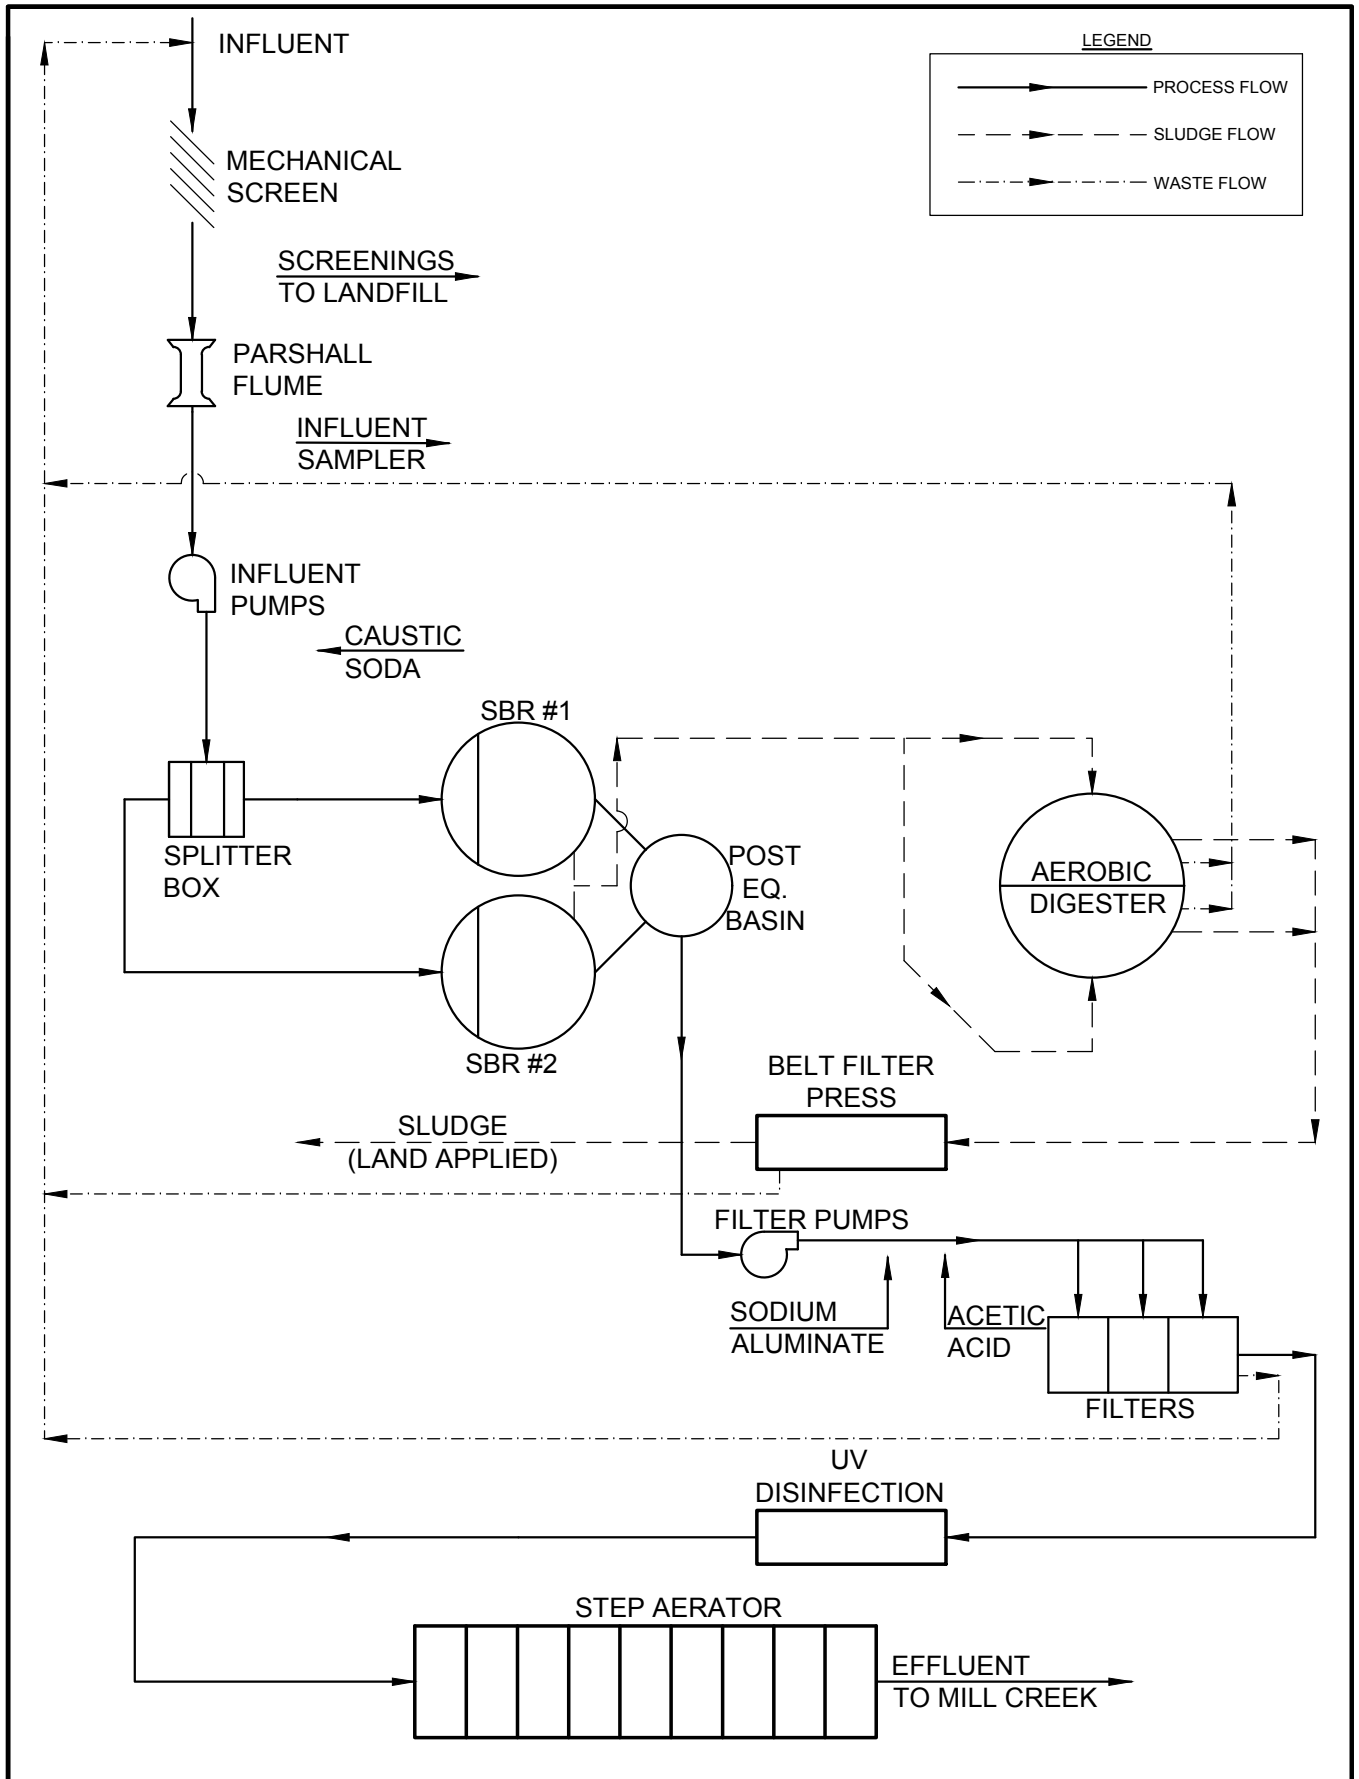 INFLUENT
LEGEND
PROCESS FLOW
SLUDGE FLOW
WASTE FLOW
MECHANICAL
SCREEN
SCREENINGS
TO LANDFILL
PARSHALL
FLUME
INFLUENT
SAMPLER
INFLUENT
PUMPS
CAUSTIC
SODA
SBR #1
SPLITTER
BOX
POST
EQ.
BASIN
AEROBIC
DIGESTER
SBR #2
BELT FILTER
PRESS
SLUDGE
(LAND APPLIED)
FILTER PUMPS
SODIUM
ALUMINATE
ACETIC
ACID
FILTERS
UV
DISINFECTION
STEP AERATOR
EFFLUENT
TO MILL CREEK